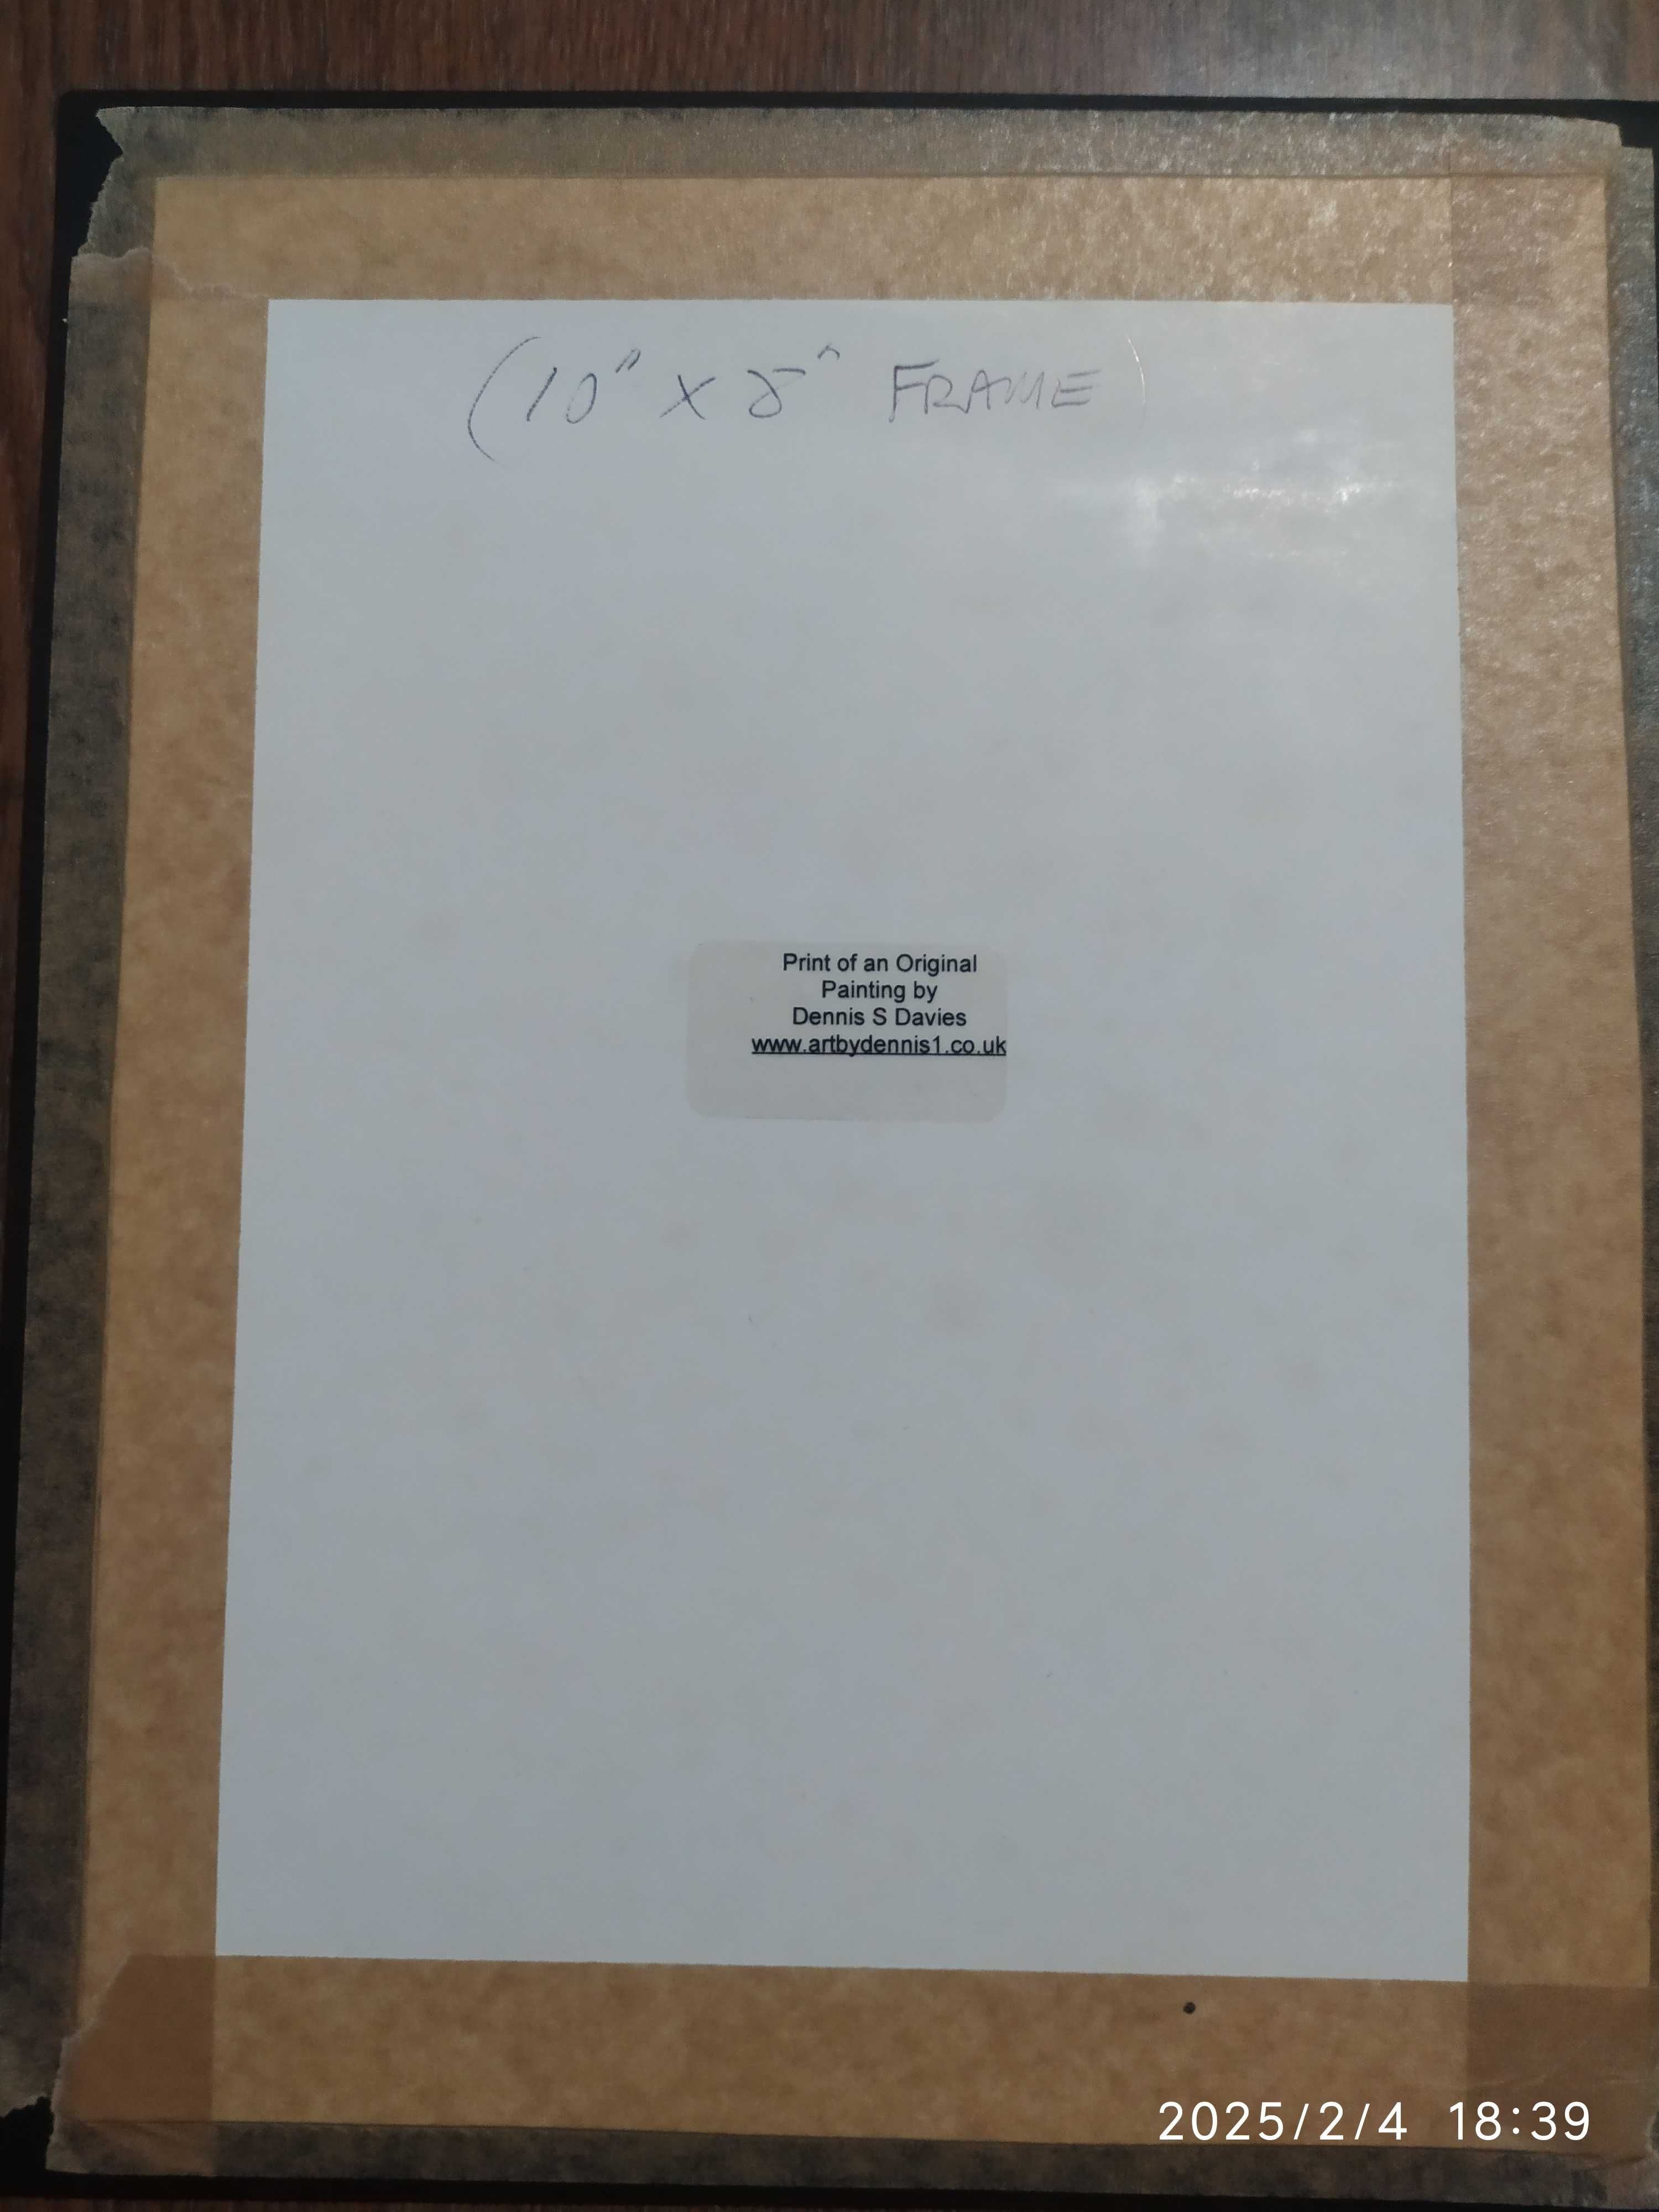 (10" x 8" FRAME)
Print of an Original
Painting by
Dennis S Davies
www.artbydennis1.co.uk
2025/2/4 18:39